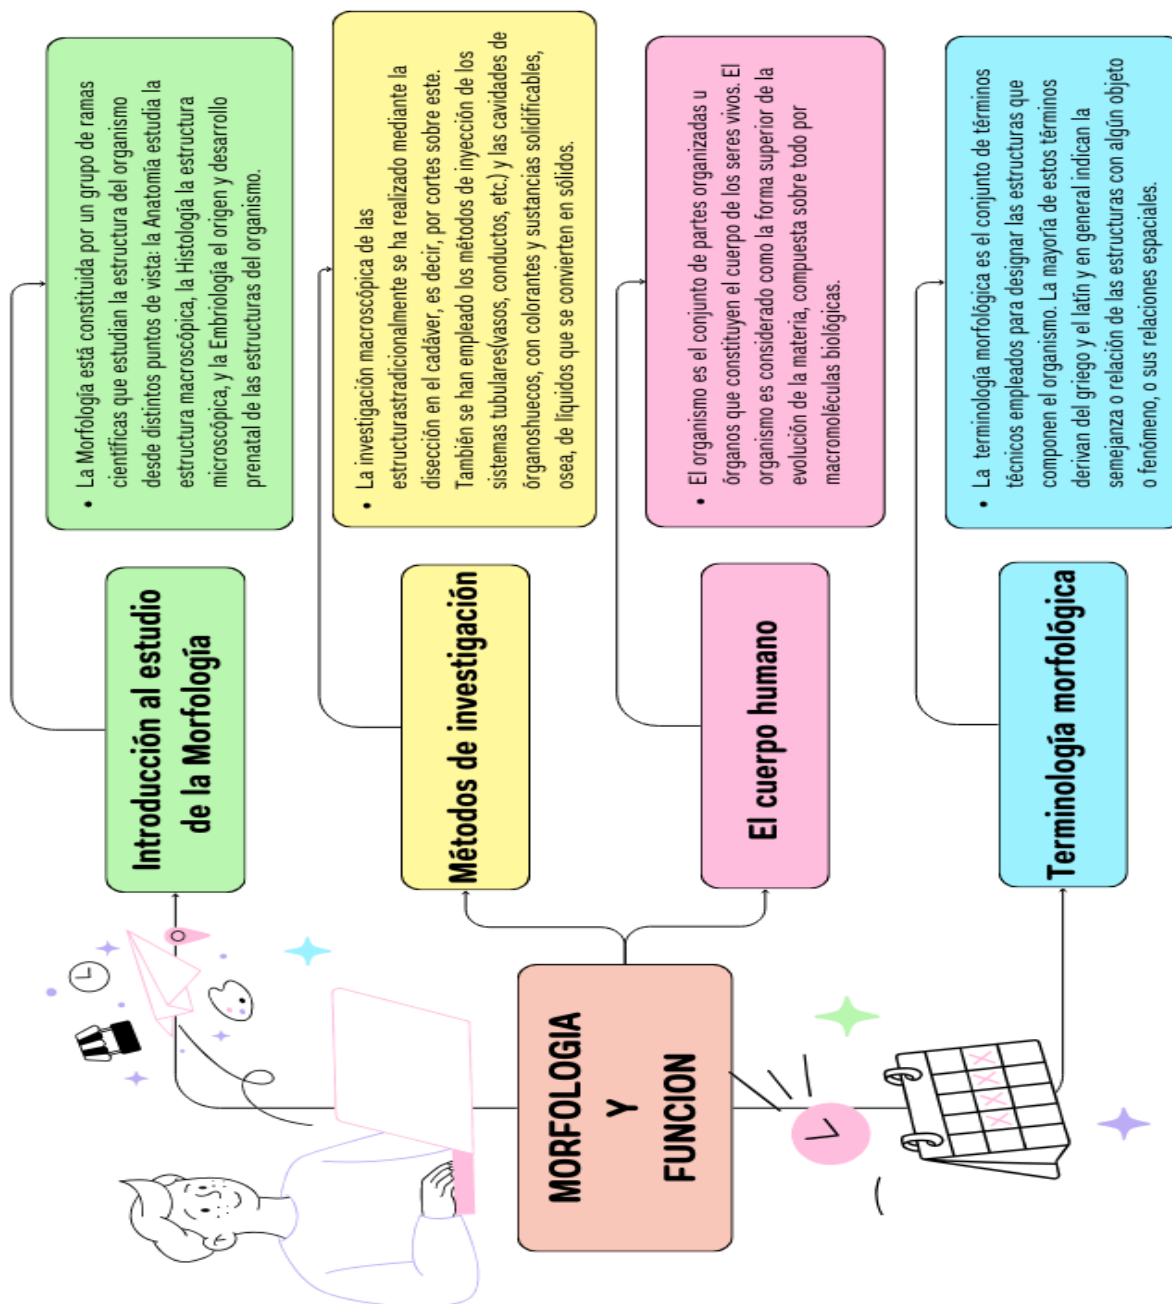 MORFOLOGIA
Y
FUNCION
Introducción al estudio
de la Morfología
• La Morfología está constituida por un grupo de ramas
científicas que estudian la estructura del organismo
desde distintos puntos de vista: la Anatomía estudia la
estructura macroscópica, la Histología la estructura
microscópica, y la Embriología el origen y desarrollo
prenatal de las estructuras del organismo.
Métodos de investigación
• La investigación macroscópica de las
estructurastradicionalmente se ha realizado mediante la
disección en el cadáver, es decir, por cortes sobre este.
También se han empleado los métodos de inyección de los
sistemas tubulares(vasos, conductos, etc.) y las cavidades de
órganoshuecos, con colorantes y sustancias solidificables,
osea, de líquidos que se convierten en sólidos.
El cuerpo humano
• El organismo es el conjunto de partes organizadas u
órganos que constituyen el cuerpo de los seres vivos. El
organismo es considerado como la forma superior de la
evolución de la materia, compuesta sobre todo por
macromoléculas biológicas.
Terminología morfológica
• La terminología morfológica es el conjunto de términos
técnicos empleados para designar las estructuras que
componen el organismo. La mayoría de estos términos
derivan del griego y el latín y en general indican la
semejanza o relación de las estructuras con algún objeto
o fenómeno, o sus relaciones espaciales.